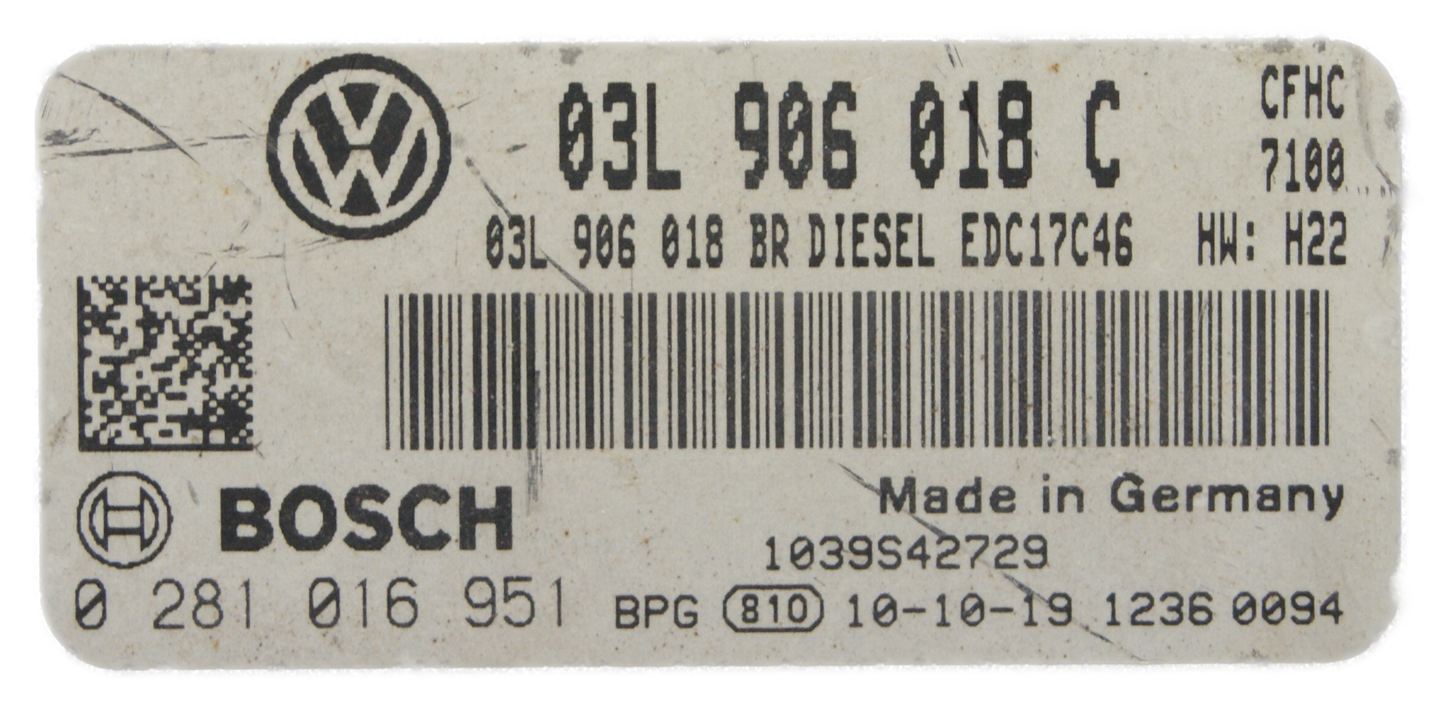 03L 906 018 C
CFHC
7100
03L 906 018 BR DIESEL EDC17C46 HW: H22
BOSCH
Made in Germany
1039S42729
0 281 016 951 BPG 810 10-10-19 1236 0094